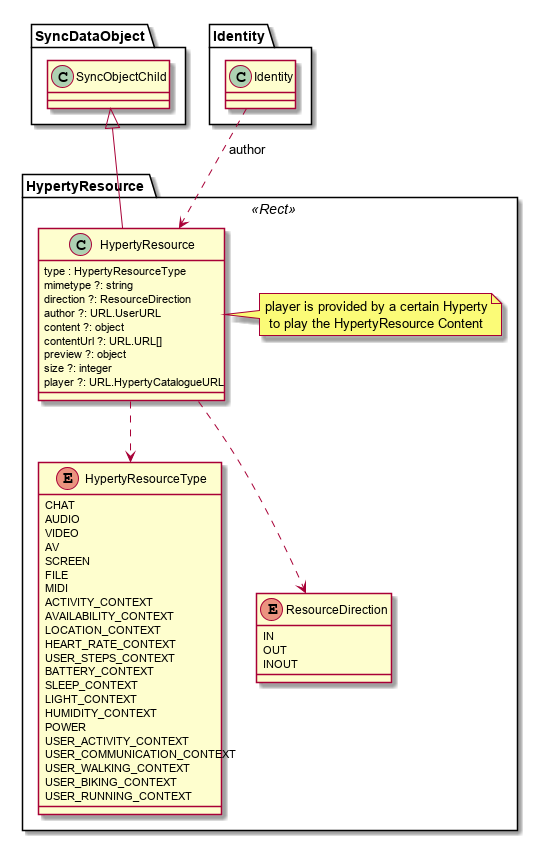 SyncDataObject
C SyncObjectChild
Identity
C Identity
author
HypertyResource
«Rect»
C HypertyResource
type : HypertyResourceType
mimetype ?: string
direction ?: ResourceDirection
author ?: URL.UserURL
content ?: object
contentUrl ?: URL.URL[]
preview ?: object
size ?: integer
player ?: URL.HypertyCatalogueURL
player is provided by a certain Hyperty
to play the HypertyResource Content
E HypertyResourceType
CHAT
AUDIO
VIDEO
AV
SCREEN
FILE
MIDI
ACTIVITY_CONTEXT
AVAILABILITY_CONTEXT
LOCATION_CONTEXT
HEART_RATE_CONTEXT
USER_STEPS_CONTEXT
BATTERY_CONTEXT
SLEEP_CONTEXT
LIGHT_CONTEXT
HUMIDITY_CONTEXT
POWER
USER_ACTIVITY_CONTEXT
USER_COMMUNICATION_CONTEXT
USER_WALKING_CONTEXT
USER_BIKING_CONTEXT
USER_RUNNING_CONTEXT
E ResourceDirection
IN
OUT
INOUT